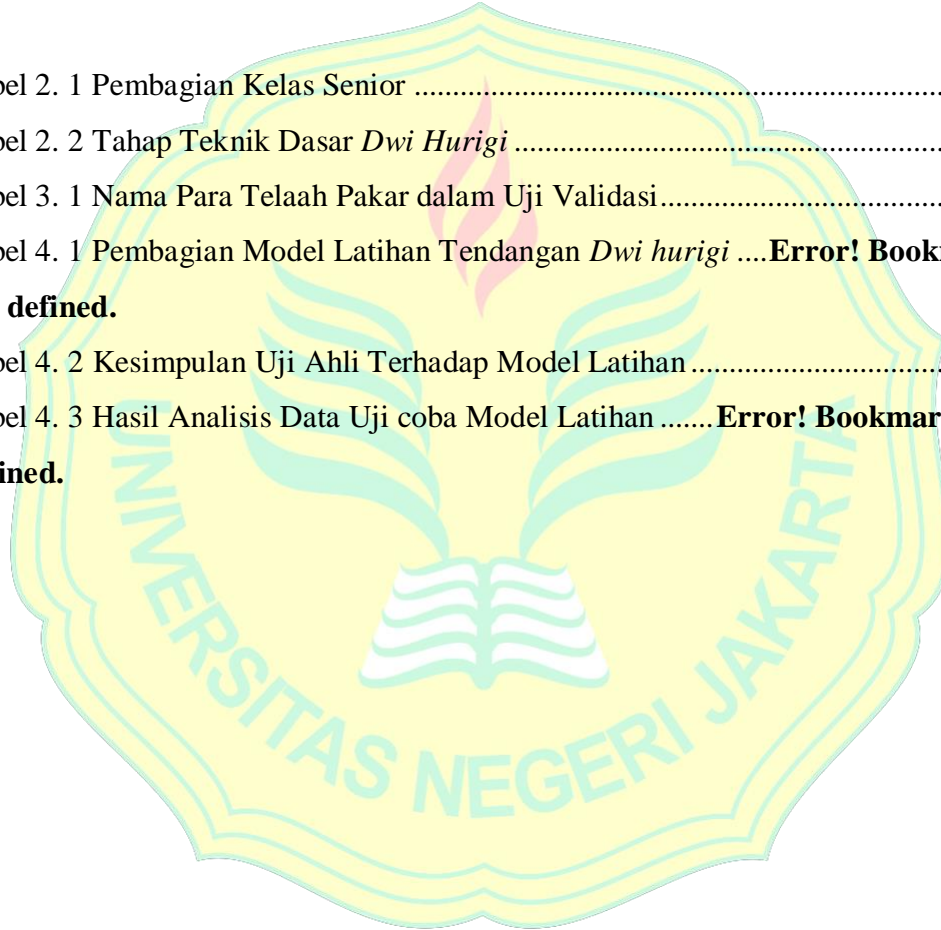 bel 2. 1 Pembagian Kelas Senior ......................................................................
bel 2. 2 Tahap Teknik Dasar Dwi Hurigi .........................................................
bel 3. 1 Nama Para Telaah Pakar dalam Uji Validasi.....................................
bel 4. 1 Pembagian Model Latihan Tendangan Dwi hurigi ....Error! Book
defined.
bel 4. 2 Kesimpulan Uji Ahli Terhadap Model Latihan .................................
bel 4. 3 Hasil Analisis Data Uji coba Model Latihan .......Error! Bookmar
ined.
UNIVERSITAS NEGERI JAKARTA